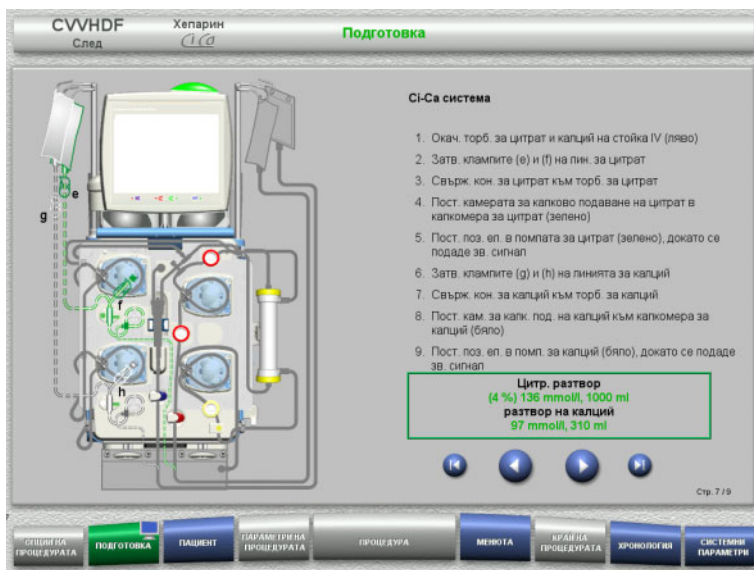 CVVHDF
След
Хепарин
Ci Ca
Подготовка
Ci-Ca система
1. Окач. торб. за цитрат и калций на стойка IV (ляво)
2. Затв. клампите (e) и (f) на лин. за цитрат
3. Свърж. кон. за цитрат към торб. за цитрат
4. Пост. камерата за капково подаване на цитрат в
капкомера за цитрат (зелено)
5. Пост. поз. ел. в помпата за цитрат (зелено), докато се
подаде зв. сигнал
6. Затв. клампите (g) и (h) на линията за калций
7. Свърж. кон. за калций към торб. за калций
8. Пост. кам. за капк. под. на калций към капкомера за
калций (бяло)
9. Пост. поз. ел. в помп. за калций (бяло), докато се подаде
зв. сигнал
e
g
f
h
Цитр. разтвор
(4 %) 136 mmol/l, 1000 ml
разтвор на калций
97 mmol/l, 310 ml
Стр. 7 / 9
ОПЦИИ НА
ПРОЦЕДУРАТА
ПОДГОТОВКА
ПАЦИЕНТ
ПАРАМЕТРИ НА
ПРОЦЕДУРАТА
ПРОЦЕДУРА
МЕНЮТА
КРАЙ НА
ПРОЦЕДУРАТА
ХРОНОЛОГИЯ
СИСТЕМНИ
ПАРАМЕТРИ